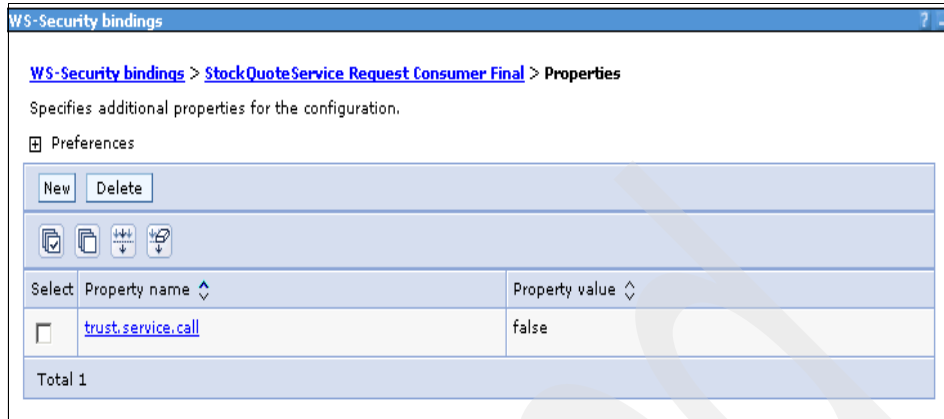 WS-Security bindings ? -
WS-Security bindings > StockQuoteService Request Consumer Final > Properties
Specifies additional properties for the configuration.
Preferences
New Delete
Select Property name Property value
trust.service.call false
Total 1